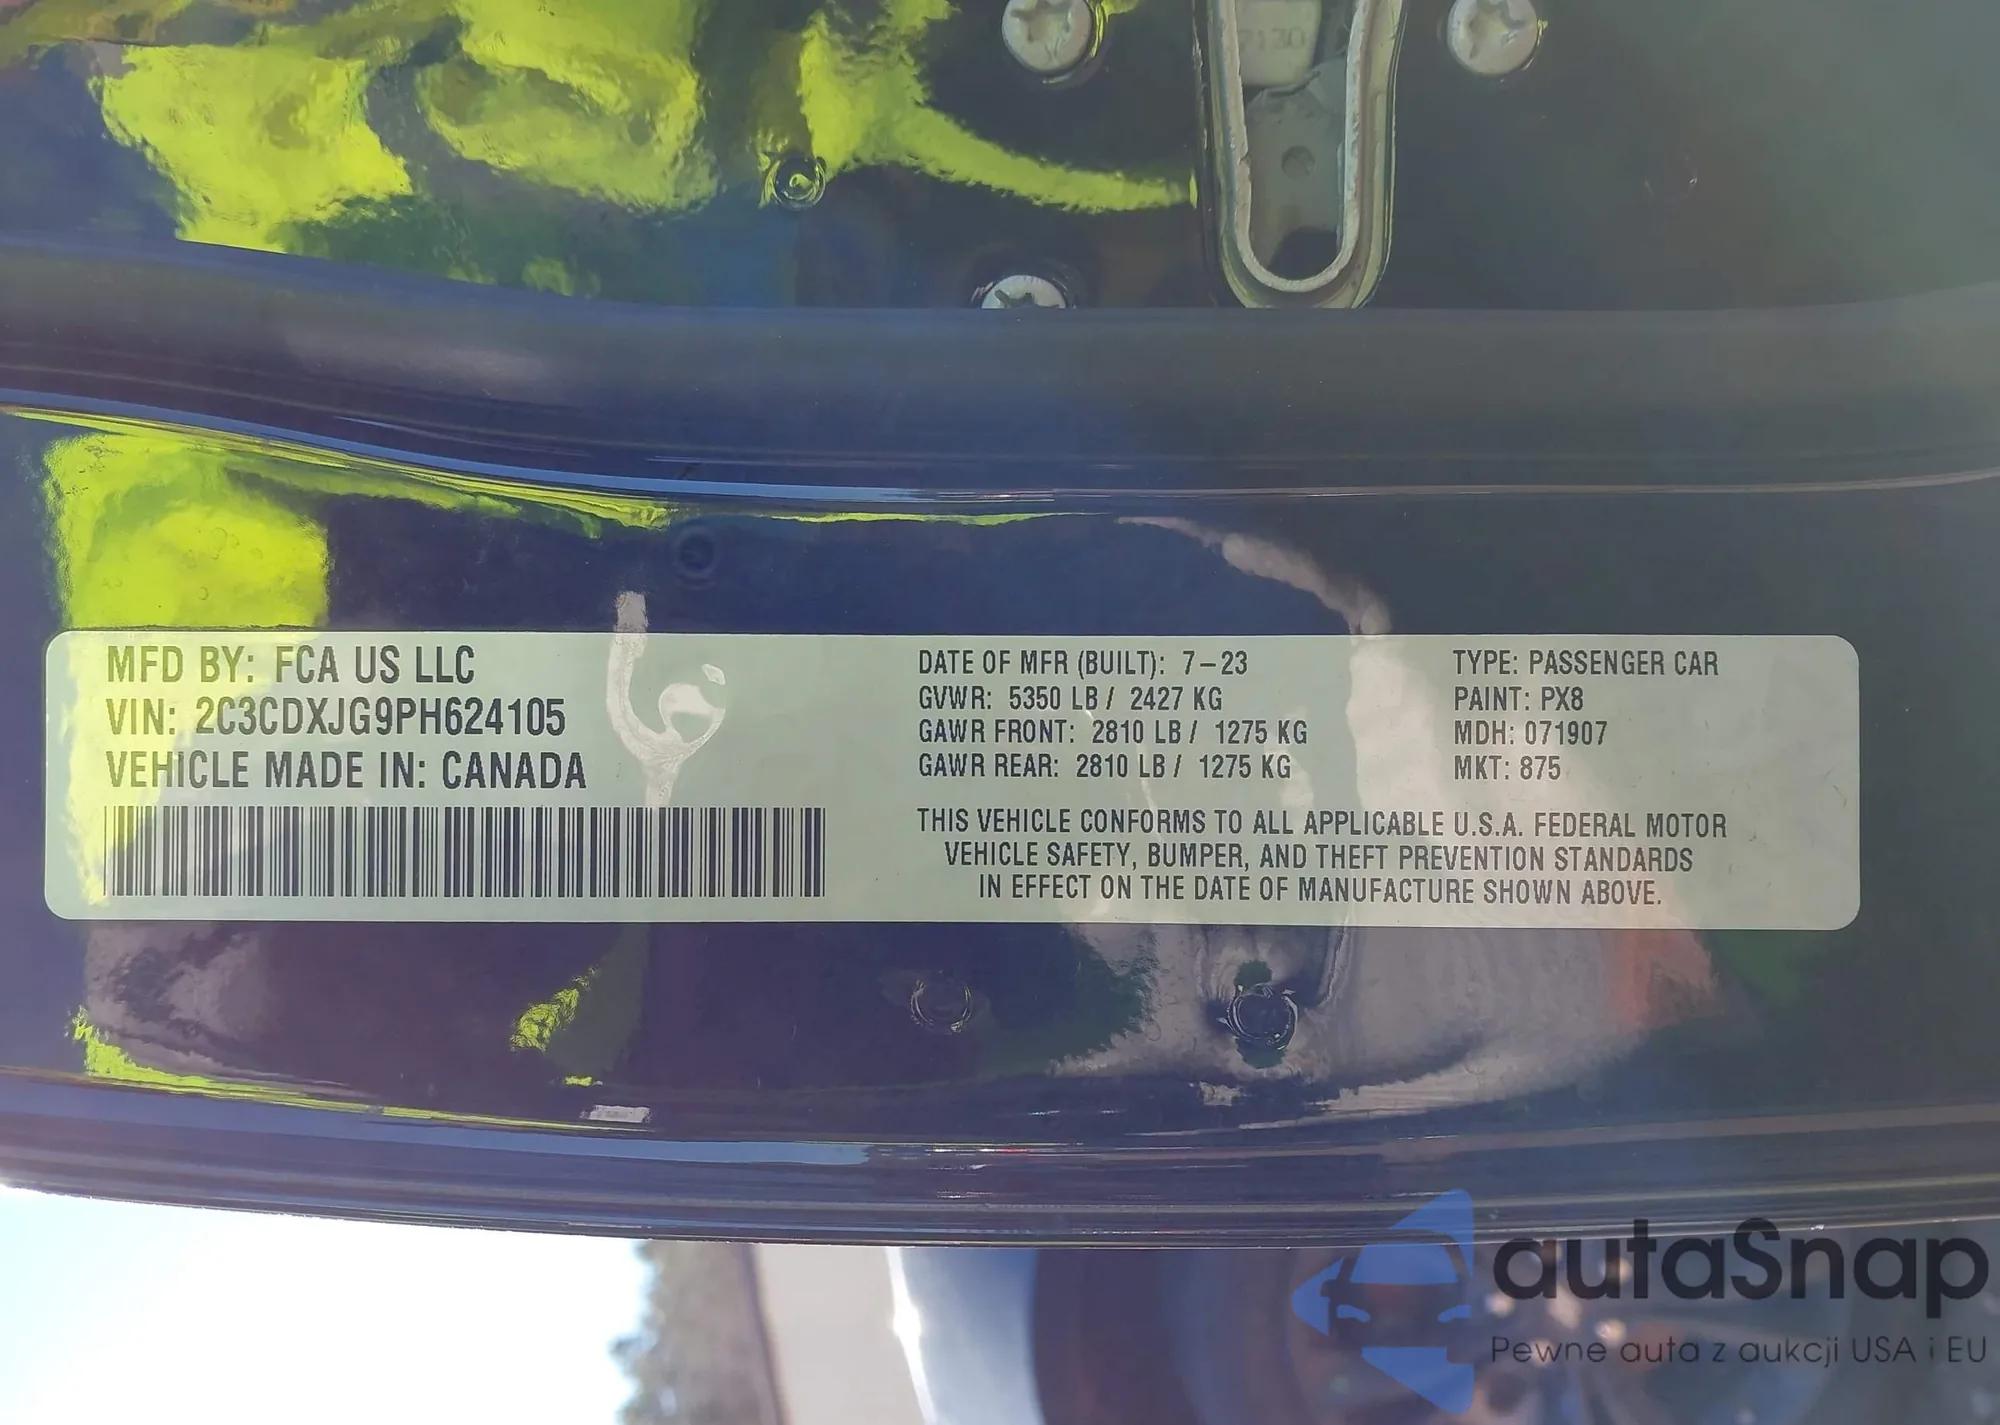 7130
MFD BY: FCA US LLC
VIN: 2C3CDXJG9PH624105
VEHICLE MADE IN: CANADA
DATE OF MFR (BUILT): 7-23
GVWR: 5350 LB / 2427 KG
GAWR FRONT: 2810 LB / 1275 KG
GAWR REAR: 2810 LB / 1275 KG
TYPE: PASSENGER CAR
PAINT: PX8
MDH: 071907
MKT: 875
THIS VEHICLE CONFORMS TO ALL APPLICABLE U.S.A. FEDERAL MOTOR
VEHICLE SAFETY, BUMPER, AND THEFT PREVENTION STANDARDS
IN EFFECT ON THE DATE OF MANUFACTURE SHOWN ABOVE.
autaSnap
Pewne auta z aukcji USA i EU